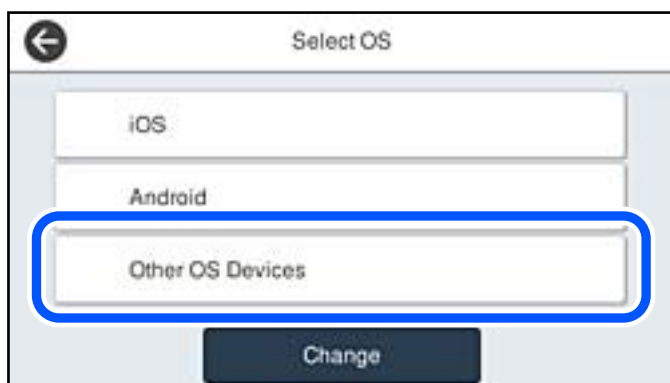 Select OS
iOS
Android
Other OS Devices
Change